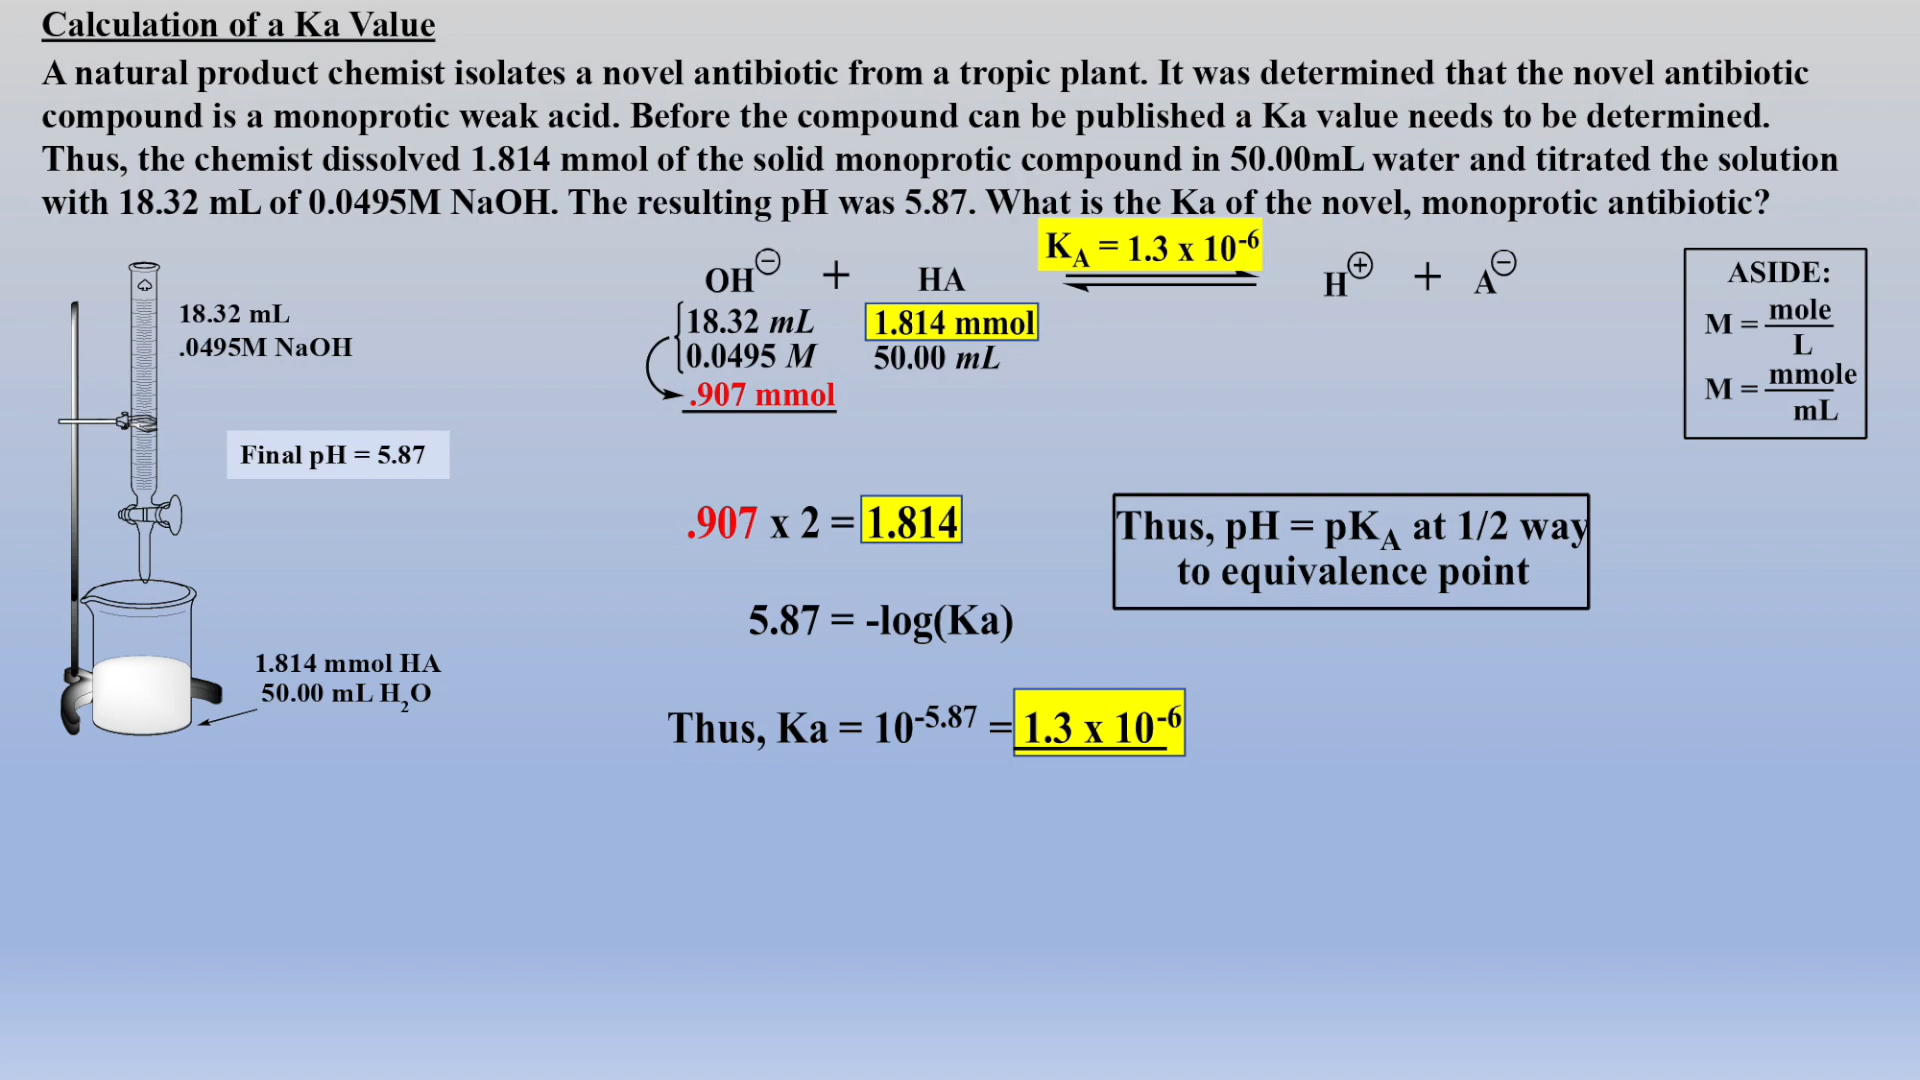 Calculation of a Ka Value
A natural product chemist isolates a novel antibiotic from a tropic plant. It was determined that the novel antibiotic
compound is a monoprotic weak acid. Before the compound can be published a Ka value needs to be determined.
Thus, the chemist dissolved 1.814 mmol of the solid monoprotic compound in 50.00mL water and titrated the solution
with 18.32 mL of 0.0495M NaOH. The resulting pH was 5.87. What is the Ka of the novel, monoprotic antibiotic?
18.32 mL
.0495M NaOH
Final pH = 5.87
1.814 mmol HA
50.00 mL H₂O
OH⊖ + HA
K_A = 1.3 x 10⁻⁶
H⊕ + A⊖
18.32 mL
1.814 mmol
0.0495 M
50.00 mL
.907 mmol
.907 x 2 = 1.814
5.87 = -log(Ka)
Thus, Ka = 10⁻⁵·⁸⁷ = 1.3 x 10⁻⁶
Thus, pH = pK_A at 1/2 way
to equivalence point
ASIDE:
M = mole
L
M = mmole
mL